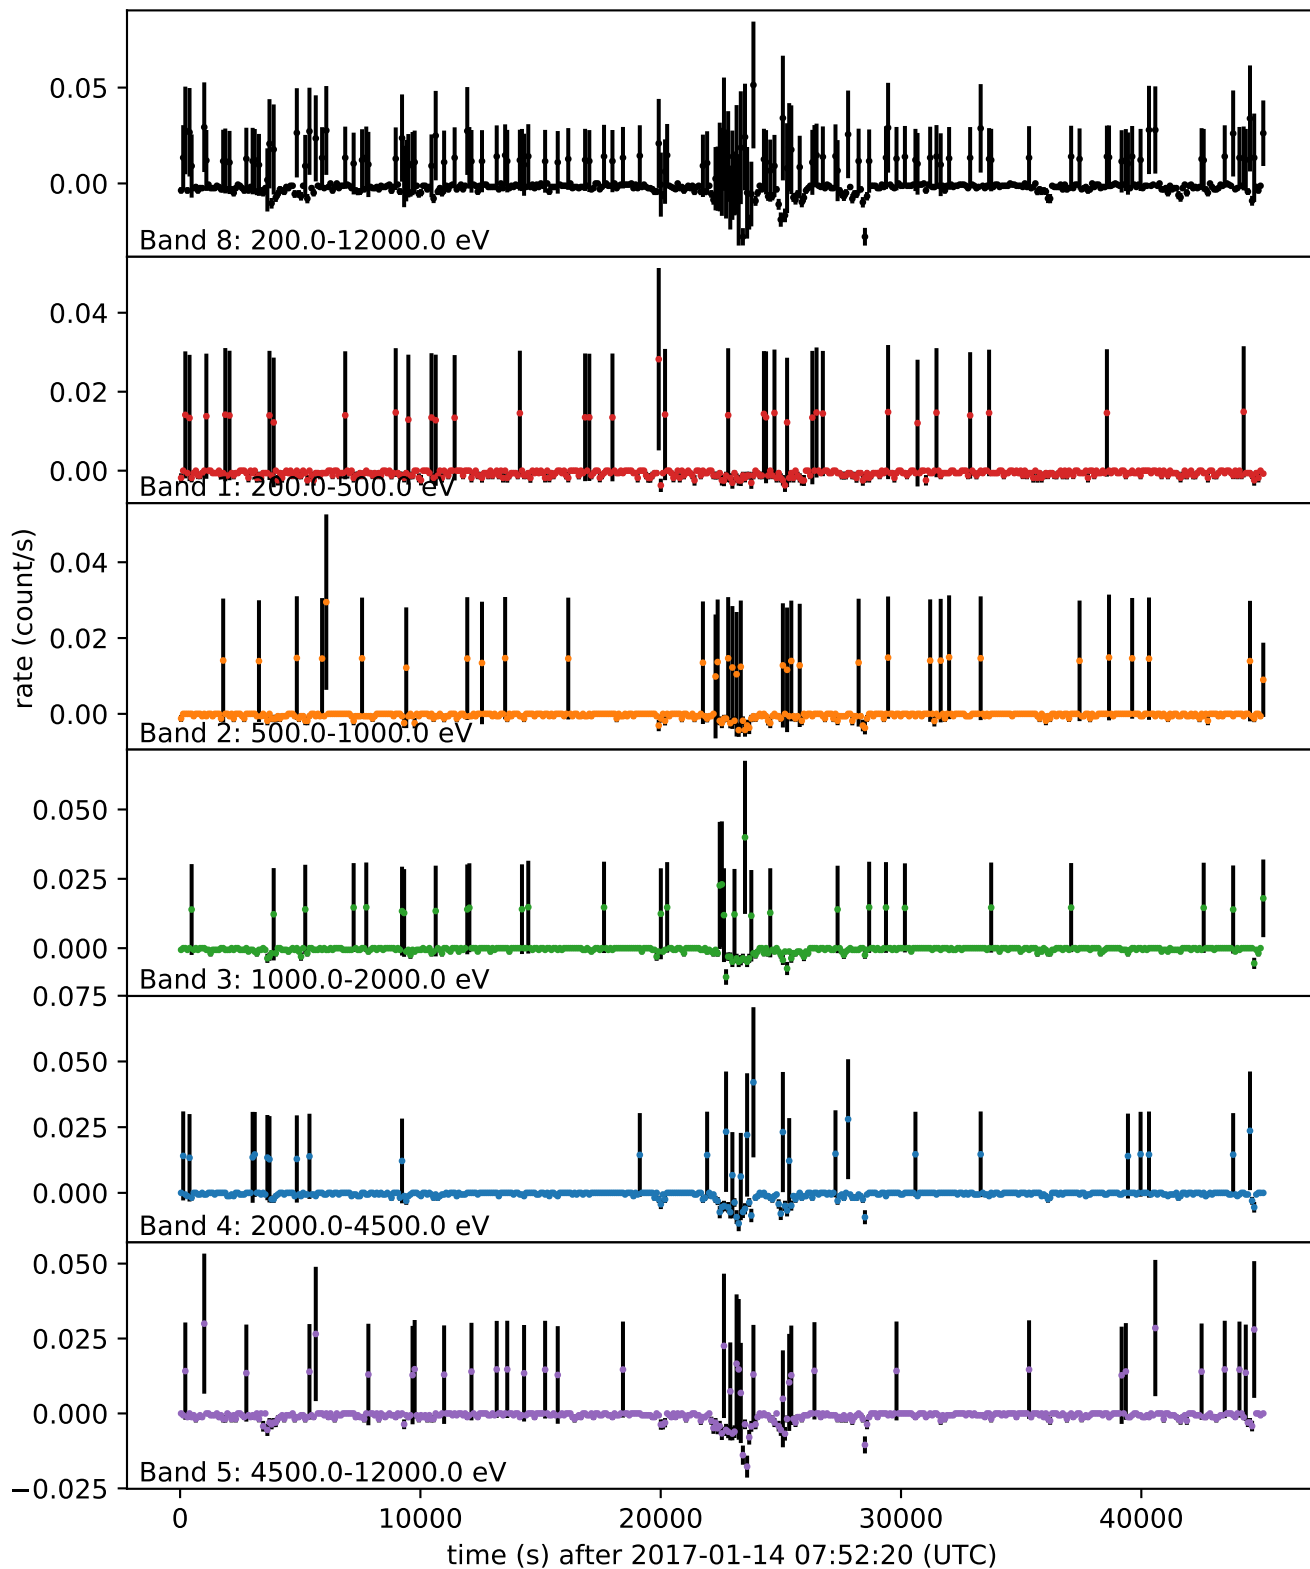 0.05
0.00
Band 8: 200.0-12000.0 eV
0.04
0.02
0.00
Band 1: 200.0-500.0 eV
rate (count/s)
0.04
0.02
0.00
Band 2: 500.0-1000.0 eV
0.050
0.025
0.000
Band 3: 1000.0-2000.0 eV
0.075
0.050
0.025
0.000
Band 4: 2000.0-4500.0 eV
0.050
0.025
0.000
Band 5: 4500.0-12000.0 eV
−0.025
0 10000 20000 30000 40000
time (s) after 2017-01-14 07:52:20 (UTC)